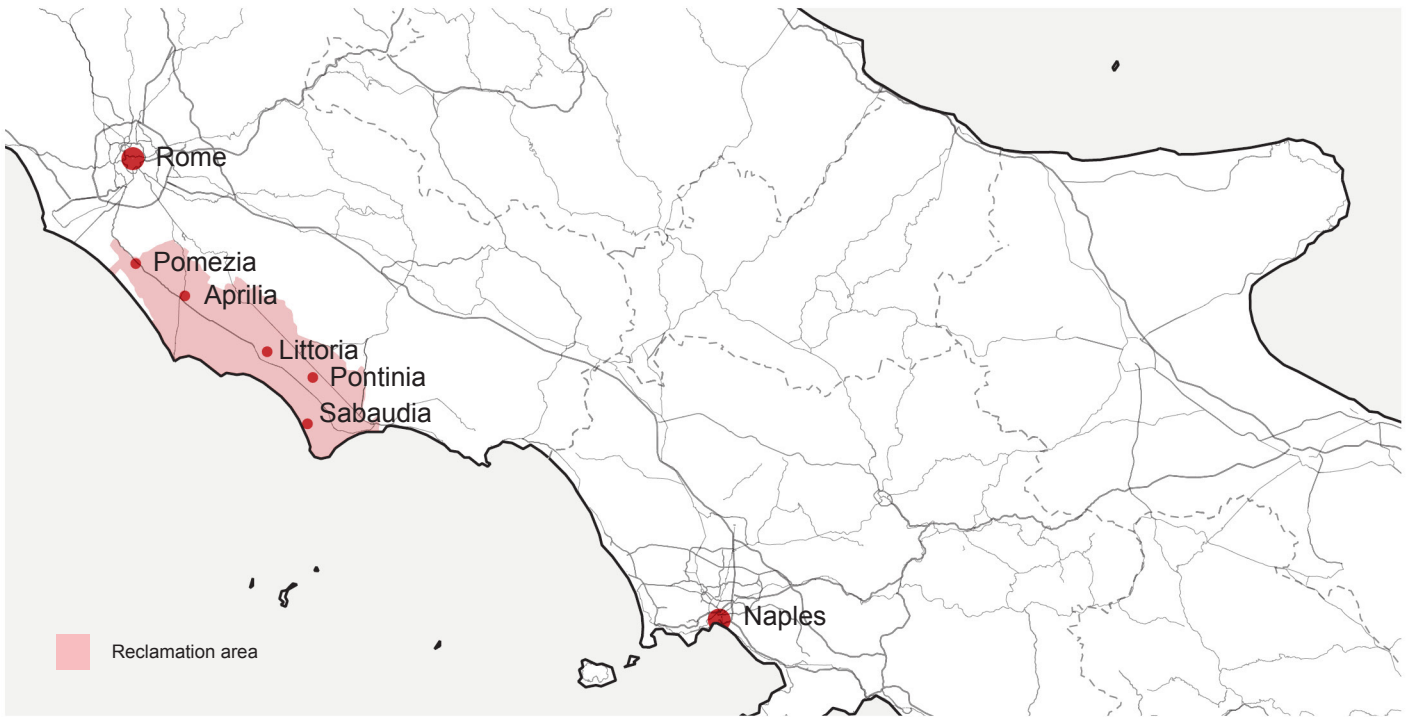 Rome
Pomezia
Aprilia
Littoria
Pontinia
Sabaudia
Naples
Reclamation area